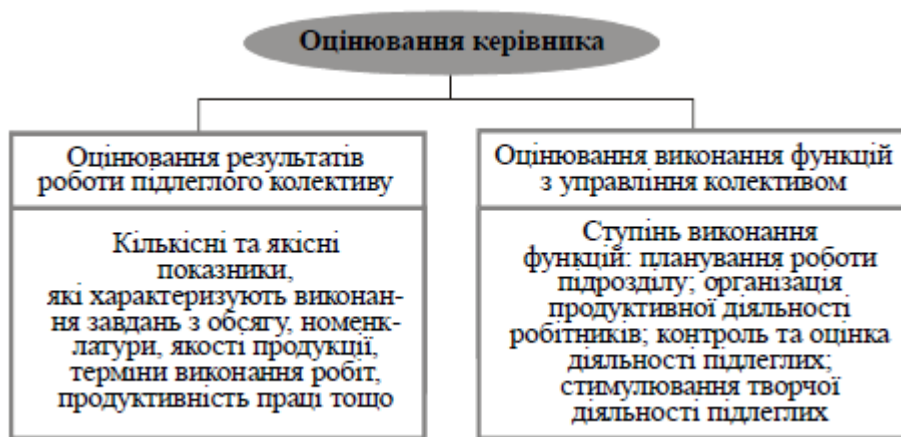 Оцінювання керівника
Оцінювання результатів
роботи підлеглого колективу
Кількісні та якісні
показники,
які характеризують виконан-
ня завдань з обсягу, номенк-
латури, якості продукції,
терміни виконання робіт,
продуктивність праці тощо
Оцінювання виконання функцій
з управління колективом
Ступінь виконання
функцій: планування роботи
підрозділу; організація
продуктивної діяльності
робітників; контроль та оцінка
діяльності підлеглих;
стимулювання творчої
діяльності підлеглих